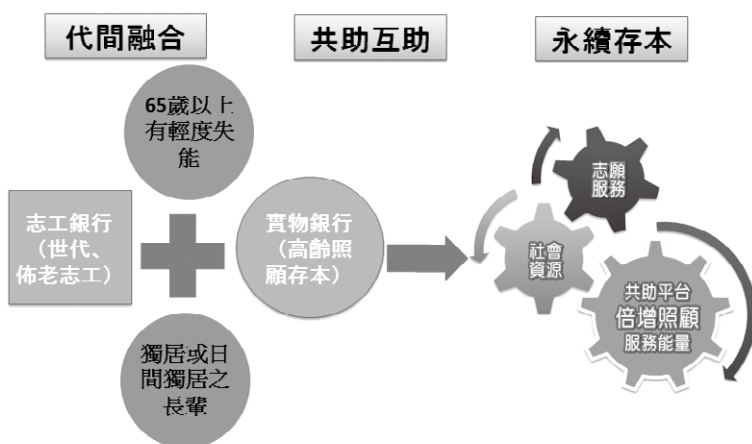 代間融合
共助互助
永續存本
65歲以上
有輕度失
能
志工銀行
（世代、
佈老志工）
實物銀行
（高齡照
顧存本）
獨居或日
間獨居之
長輩
志願
服務
社會
資源
共助平台
倍增照顧
服務能量